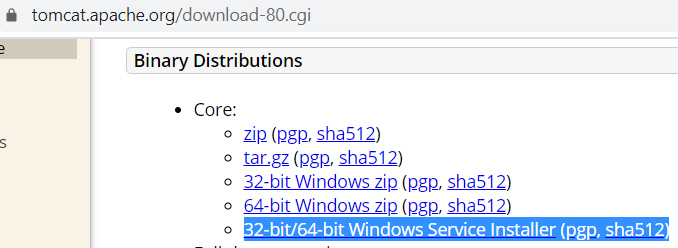 tomcat.apache.org/download-80.cgi
e
Binary Distributions
Core:
zip (pgp, sha512)
tar.gz (pgp, sha512)
32-bit Windows zip (pgp, sha512)
s
64-bit Windows zip (pgp, sha512)
32-bit/64-bit Windows Service Installer (pgp, sha512)